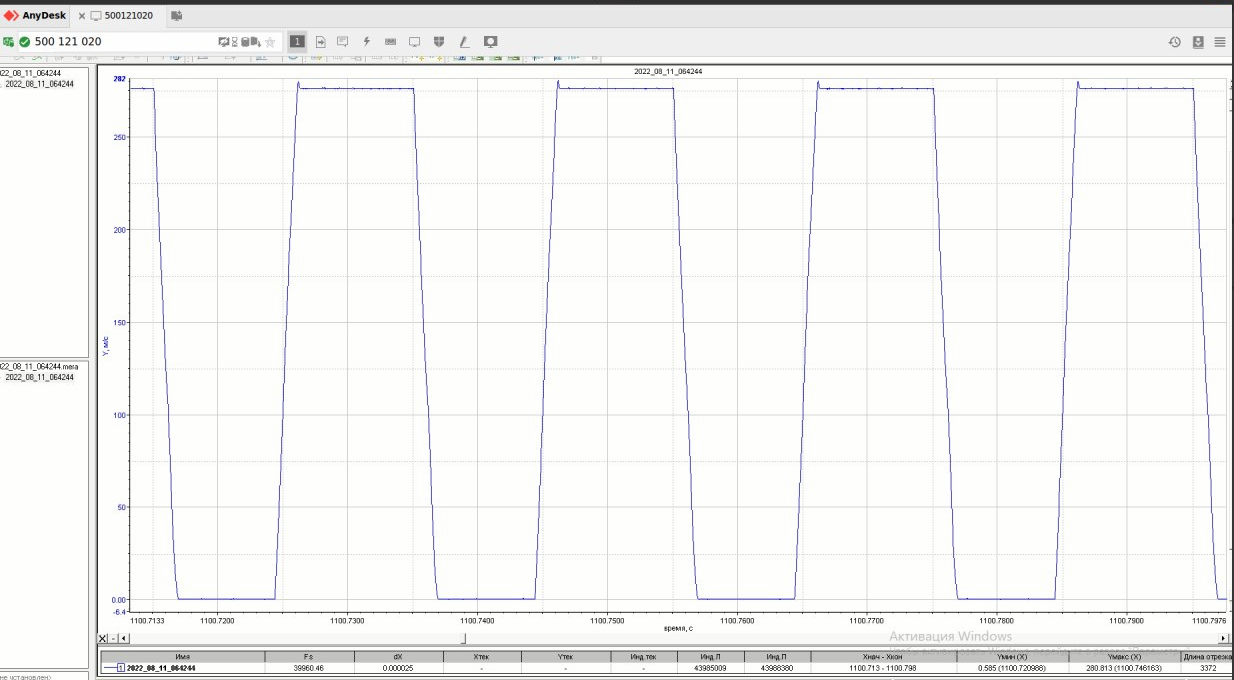 AnyDesk
500121020
500 121 020
1
22_08_11_064244
2022_08_11_064244
2022_08_11_064244
282
250
200
150
100
50
0.00
-6.4
Y, м/с
1100.7133
1100.7200
1100.7300
1100.7400
1100.7500
1100.7600
1100.7700
1100.7800
1100.7900
1100.7976
время, с
22_08_11_064244.mera
2022_08_11_064244
Активация Windows
Имя Fs dX Xтек Yтек Инд.тек Инд.Л Инд.П Xнач - Xкон Yмин (X) Yмакс (X) Длина отрезка
1 2022_08_11_064244 39960.46 0.000025 - - - 43985009 43988380 1100.713 - 1100.798 0.585 (1100.720988) 280.813 (1100.746163) 3372
не установлен)